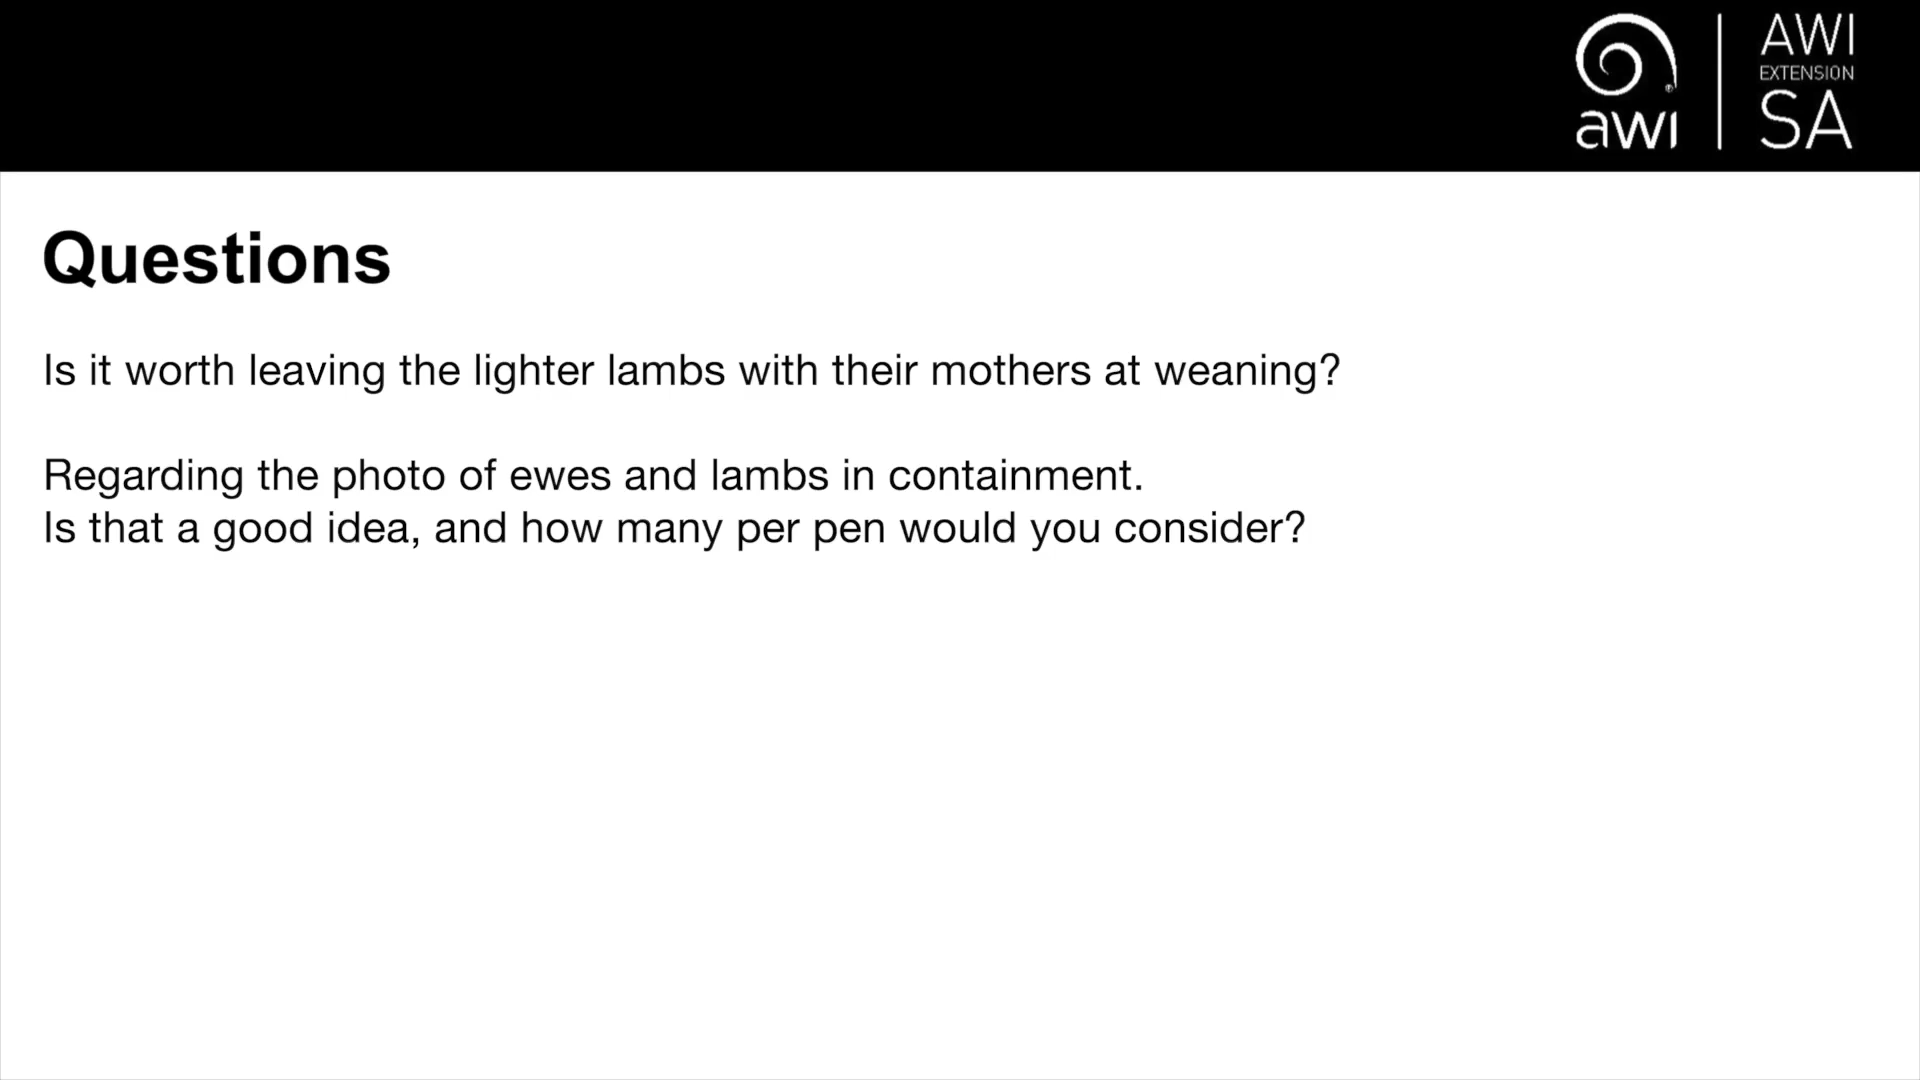 awi
AWI
EXTENSION
SA
Questions
Is it worth leaving the lighter lambs with their mothers at weaning?
Regarding the photo of ewes and lambs in containment.
Is that a good idea, and how many per pen would you consider?